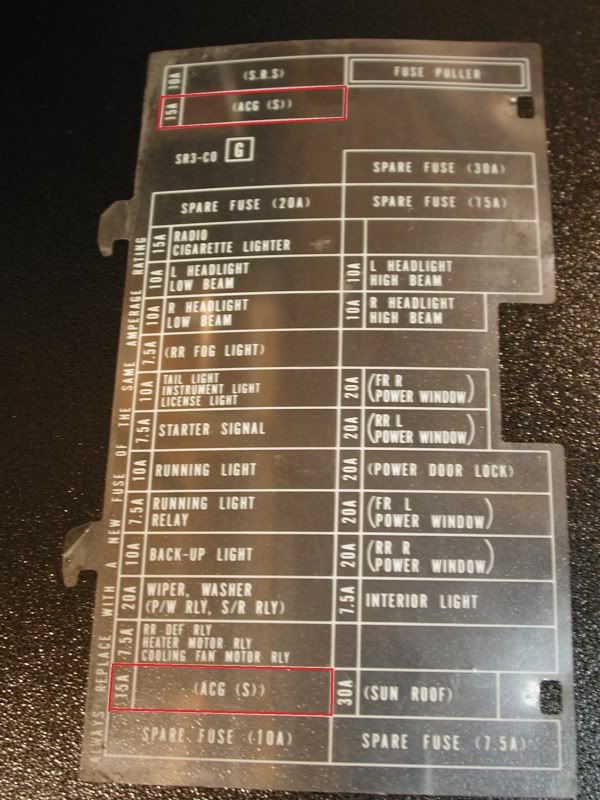 10A (S.R.S) FUSE PULLER
15A (ACG (S))
SR3-C0 G
SPARE FUSE (30A)
SPARE FUSE (20A) SPARE FUSE (15A)
15A RADIO
CIGARETTE LIGHTER
10A L HEADLIGHT
LOW BEAM
10A L HEADLIGHT
HIGH BEAM
10A R HEADLIGHT
LOW BEAM
10A R HEADLIGHT
HIGH BEAM
7.5A (RR FOG LIGHT)
10A TAIL LIGHT
INSTRUMENT LIGHT
LICENSE LIGHT
20A (FR R
POWER WINDOW)
7.5A STARTER SIGNAL
20A (RR L
POWER WINDOW)
10A RUNNING LIGHT
20A (POWER DOOR LOCK)
7.5A RUNNING LIGHT
RELAY
20A (FR L
POWER WINDOW)
10A BACK-UP LIGHT
20A (RR R
POWER WINDOW)
20A WIPER, WASHER
(P/W RLY, S/R RLY)
7.5A INTERIOR LIGHT
7.5A RR DEF RLY
HEATER MOTOR RLY
COOLING FAN MOTOR RLY
15A (ACG (S))
30A (SUN ROOF)
2
SPARE FUSE (10A) SPARE FUSE (7.5A)
ALWAYS REPLACE WITH A NEW FUSE OF THE SAME AMPERAGE RATING